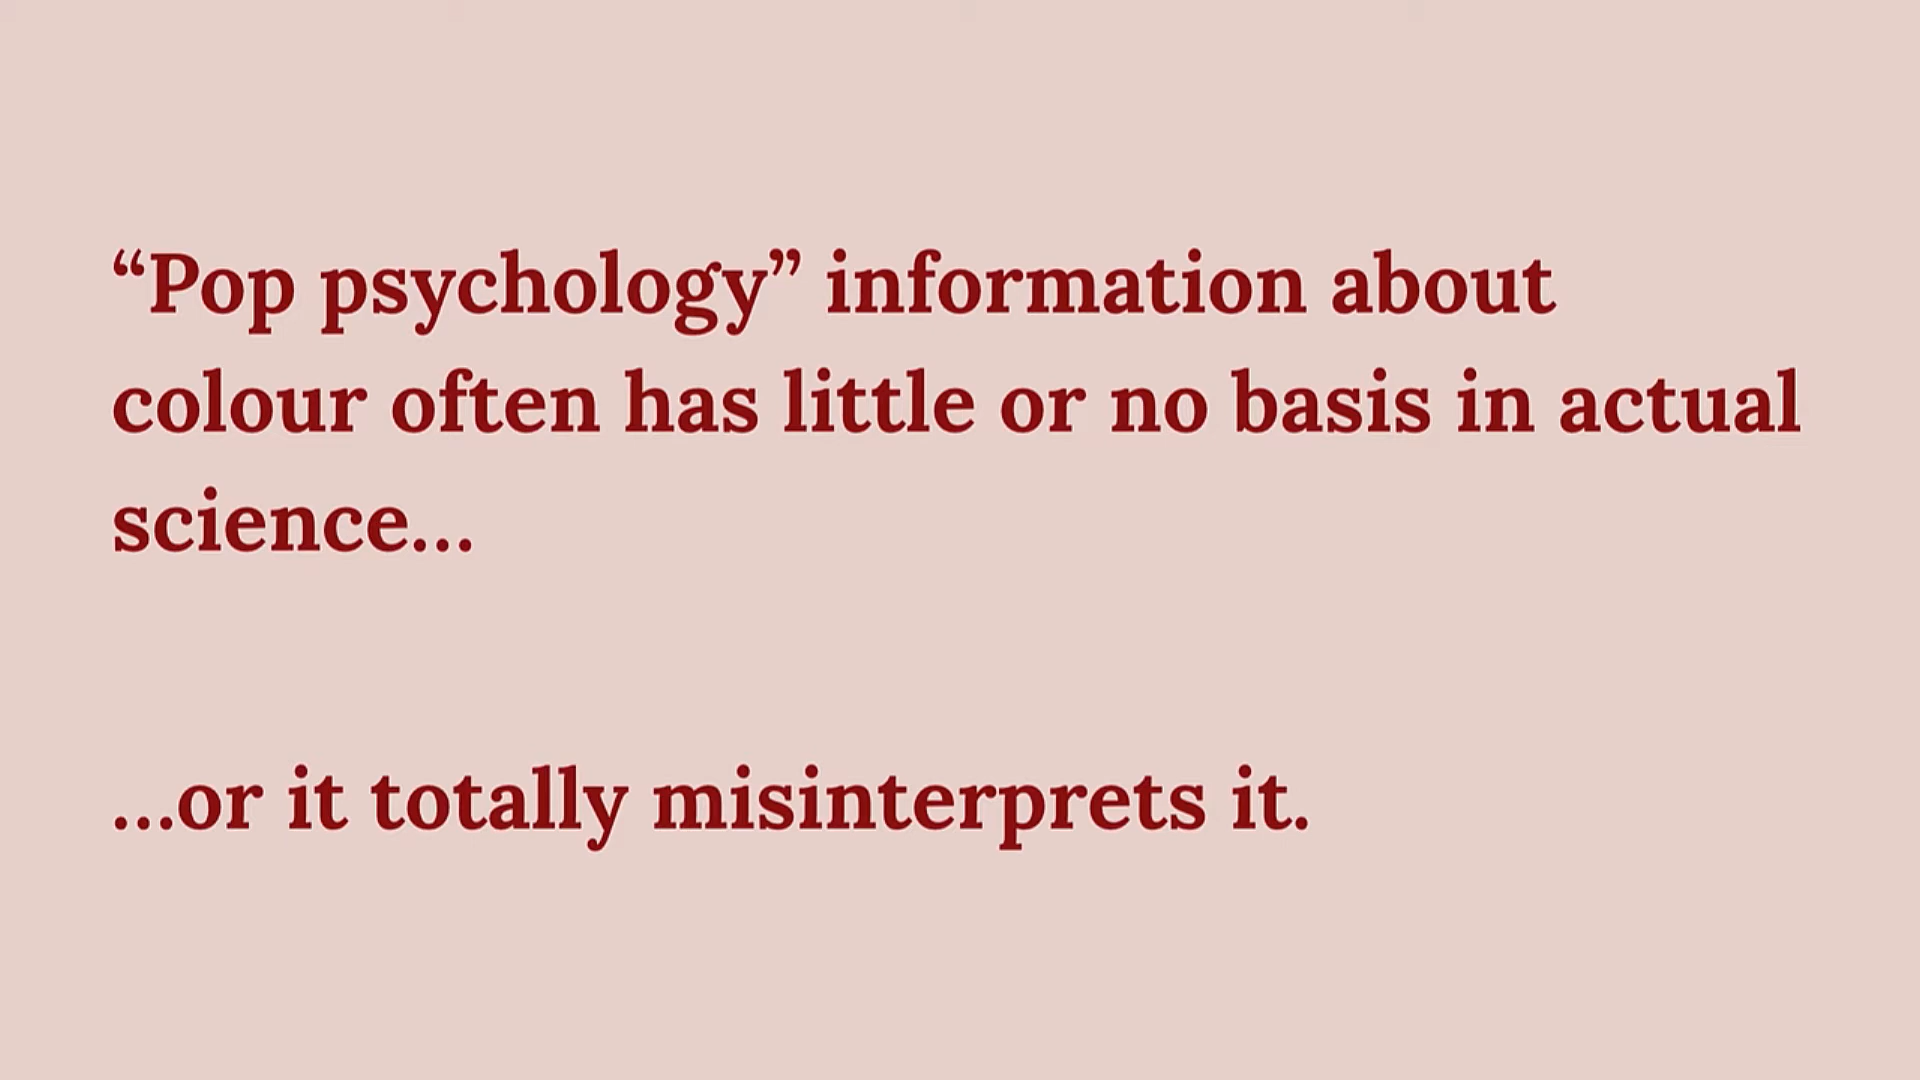 “Pop psychology” information about
colour often has little or no basis in actual
science...
...or it totally misinterprets it.